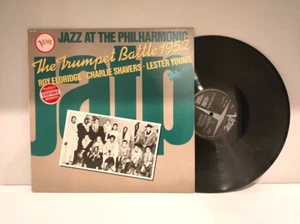 Verve
JAZZ AT THE PHILHARMONIC
The Trumpet Battle 1952
ROY ELDRIDGE · CHARLIE SHAVERS · LESTER YOUNG
jatp